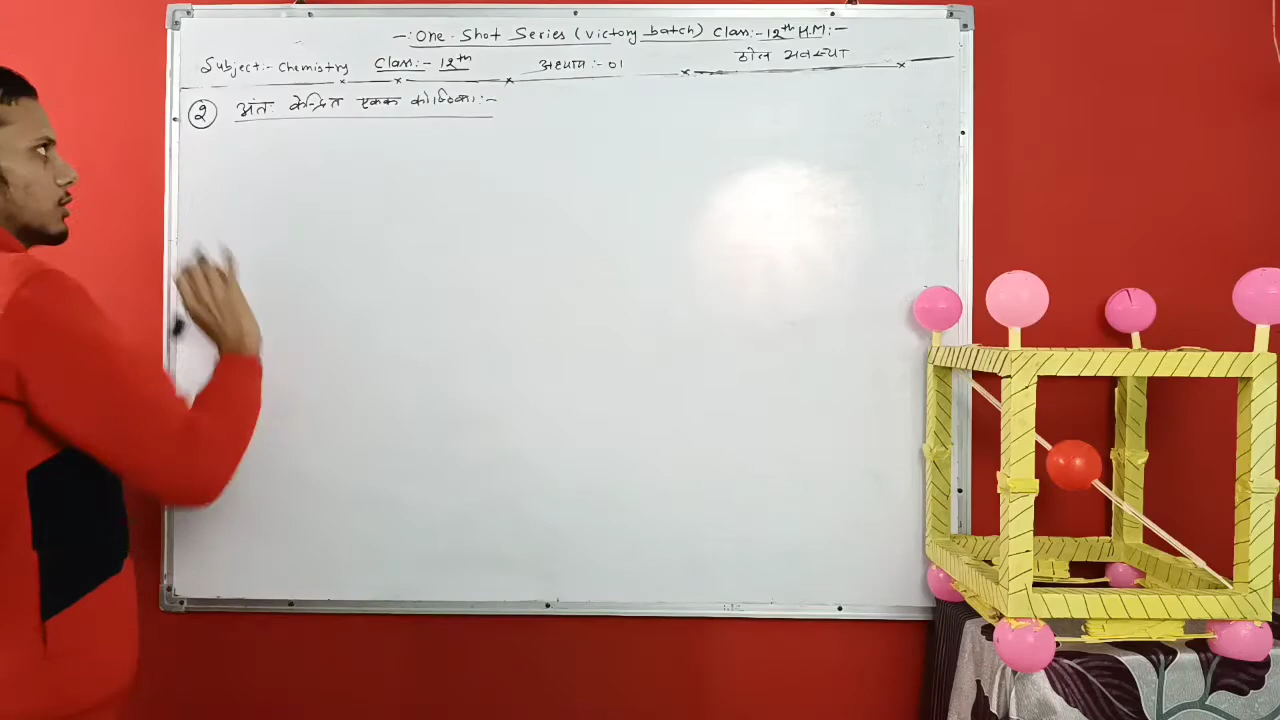 -: One-Shot Series (victory batch) Class:- 12th H.M:-
Subject:- Chemistry Class:- 12th अध्याय:- 01 ठोस अवस्था
(2) अंतः केन्द्रित एकक कोष्ठिका:-